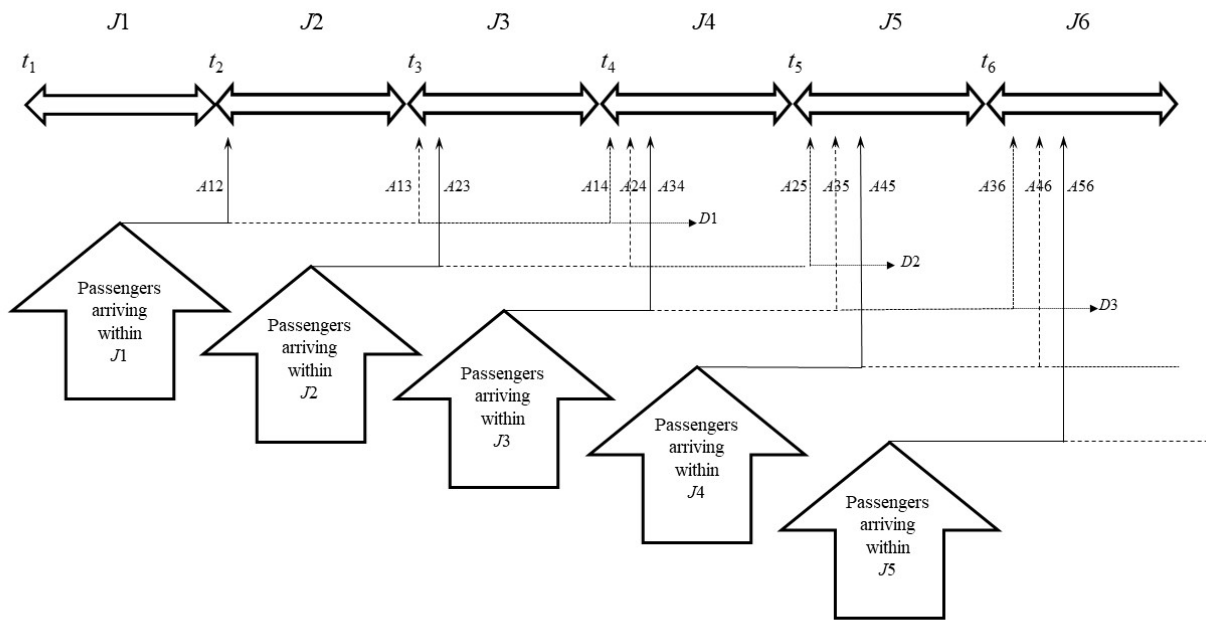 J1 J2 J3 J4 J5 J6
t1 t2 t3 t4 t5 t6
A12 A13 A23 A14 A24 A34 A25 A35 A45 A36 A46 A56
D1
D2
D3
Passengers
arriving
within
J1
Passengers
arriving
within
J2
Passengers
arriving
within
J3
Passengers
arriving
within
J4
Passengers
arriving
within
J5